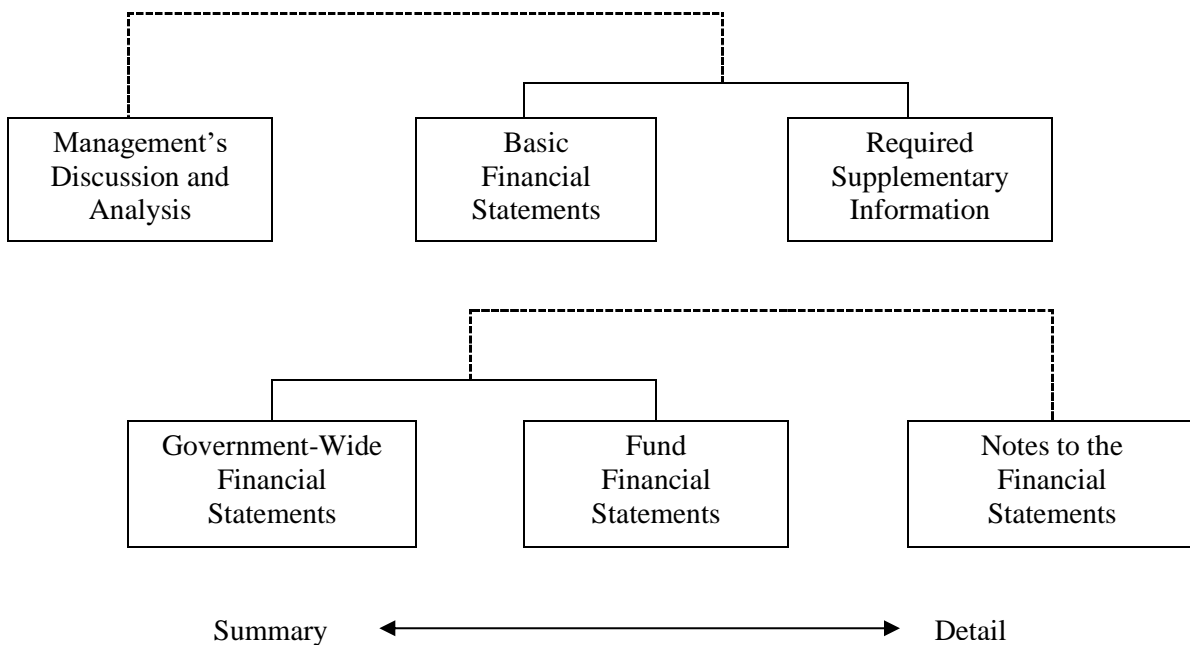 Management’s
Discussion and
Analysis
Basic
Financial
Statements
Required
Supplementary
Information
Government-Wide
Financial
Statements
Fund
Financial
Statements
Notes to the
Financial
Statements
Summary
Detail